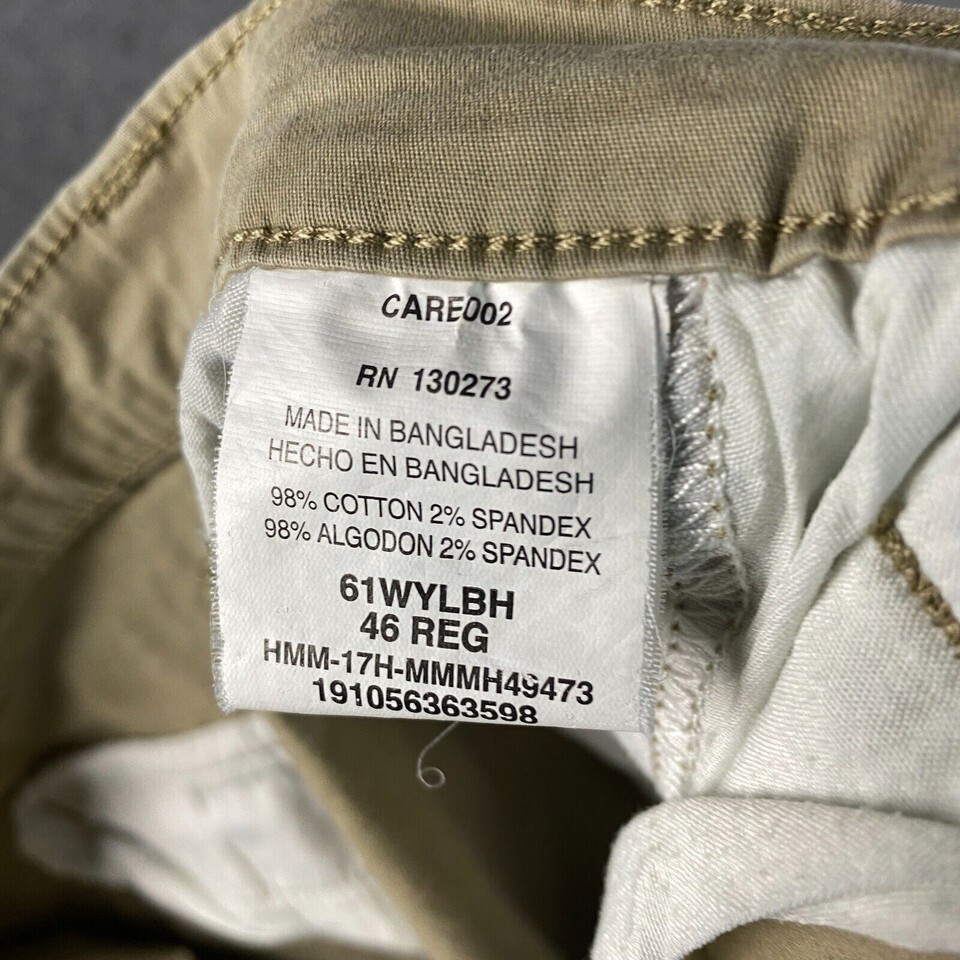 CARE002
RN 130273
MADE IN BANGLADESH
HECHO EN BANGLADESH
98% COTTON 2% SPANDEX
98% ALGODON 2% SPANDEX
61WYLBH
46 REG
HMM-17H-MMMH49473
191056363598